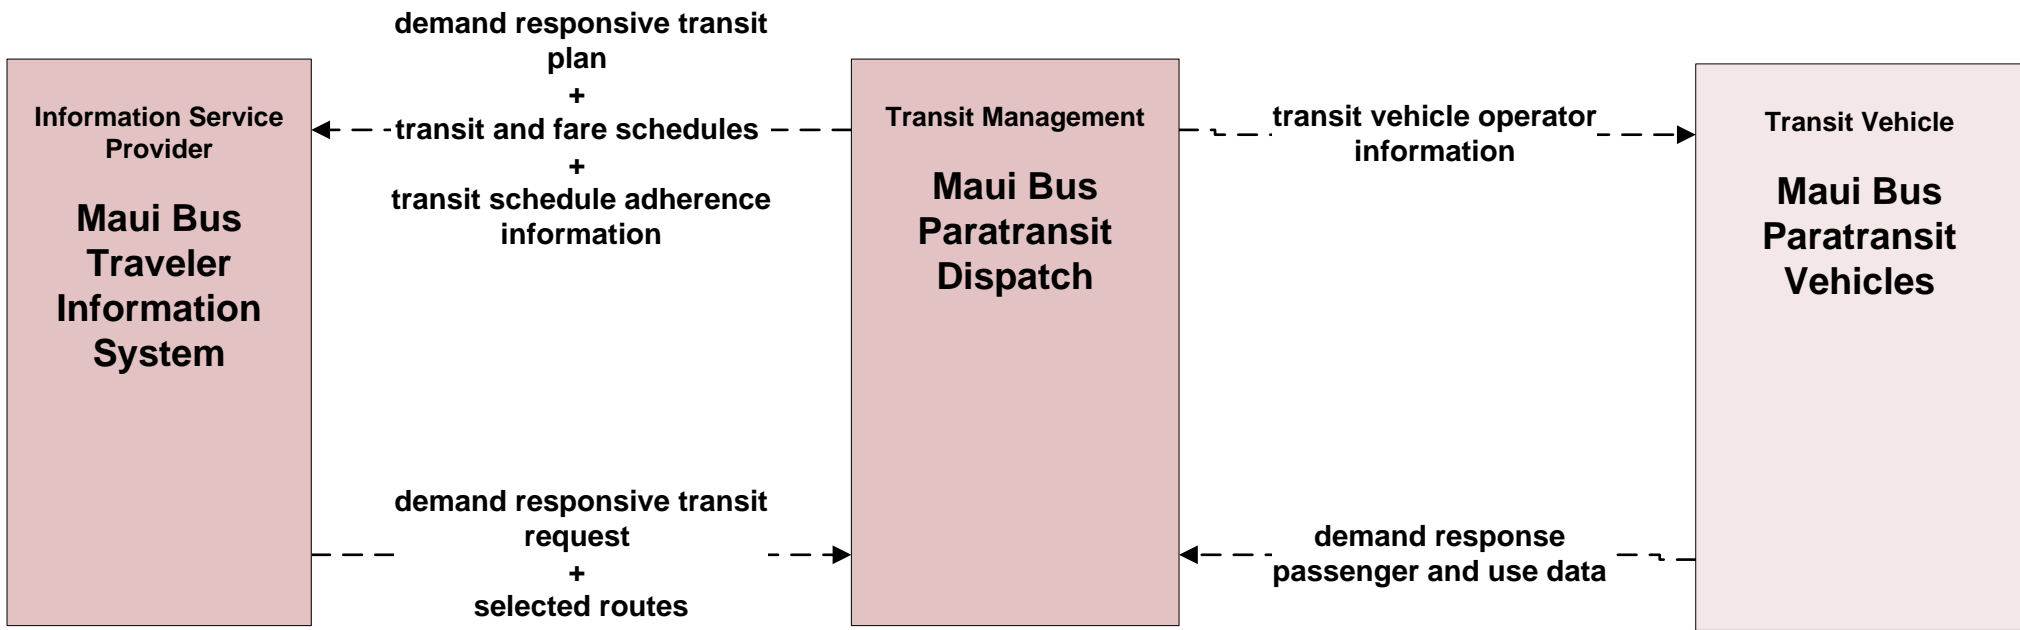 demand responsive transit
plan
+
transit and fare schedules
+
transit schedule adherence
information
Information Service
Provider
Maui Bus
Traveler
Information
System
Transit Management
Maui Bus
Paratransit
Dispatch
transit vehicle operator
information
Transit Vehicle
Maui Bus
Paratransit
Vehicles
demand responsive transit
request
+
selected routes
demand response
passenger and use data